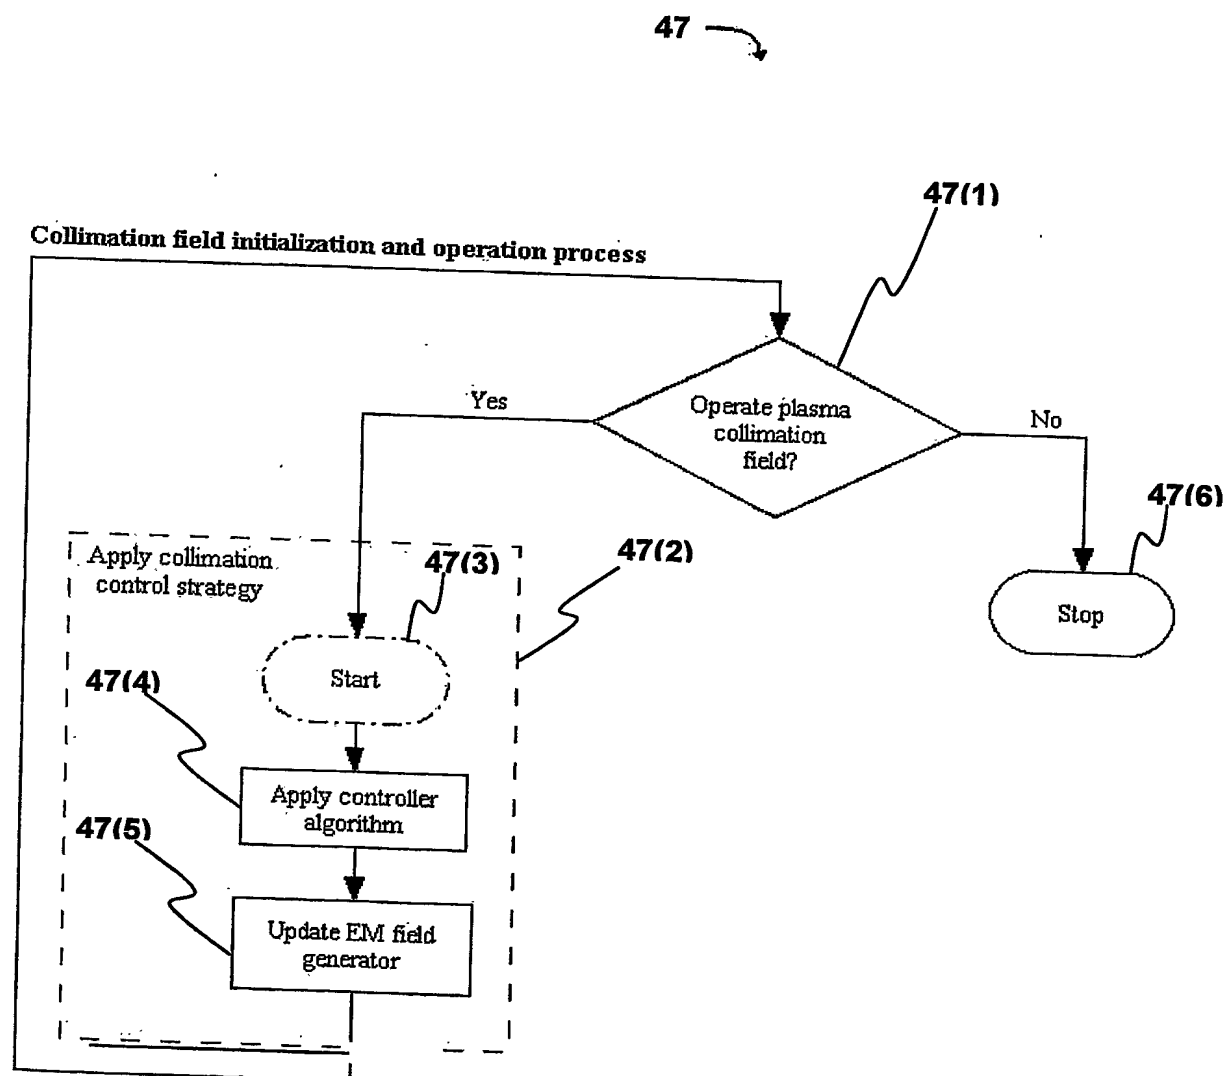 47
47(1)
Collimation field initialization and operation process
Yes
Operate plasma
collimation
field?
No
47(6)
Stop
47(2)
Apply collimation
control strategy
47(3)
Start
47(4)
Apply controller
algorithm
47(5)
Update EM field
generator